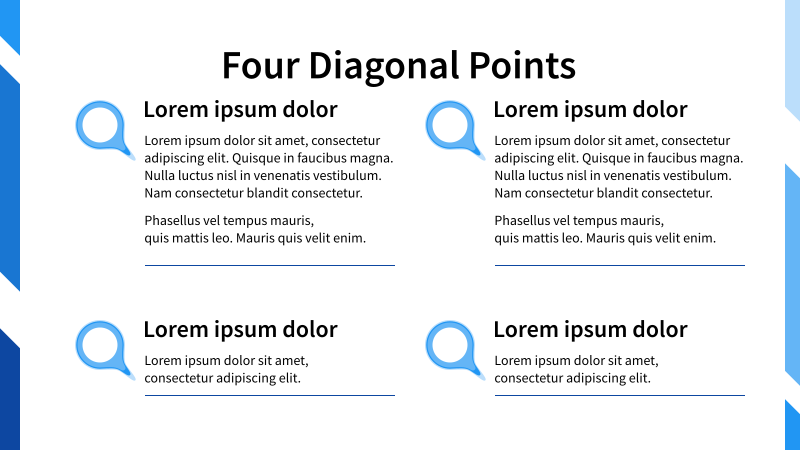 Four Diagonal Points
Lorem ipsum dolor
Lorem ipsum dolor sit amet, consectetur
adipiscing elit. Quisque in faucibus magna.
Nulla luctus nisl in venenatis vestibulum.
Nam consectetur blandit consectetur.
Phasellus vel tempus mauris,
quis mattis leo. Mauris quis velit enim.
Lorem ipsum dolor
Lorem ipsum dolor sit amet, consectetur
adipiscing elit. Quisque in faucibus magna.
Nulla luctus nisl in venenatis vestibulum.
Nam consectetur blandit consectetur.
Phasellus vel tempus mauris,
quis mattis leo. Mauris quis velit enim.
Lorem ipsum dolor
Lorem ipsum dolor sit amet,
consectetur adipiscing elit.
Lorem ipsum dolor
Lorem ipsum dolor sit amet,
consectetur adipiscing elit.